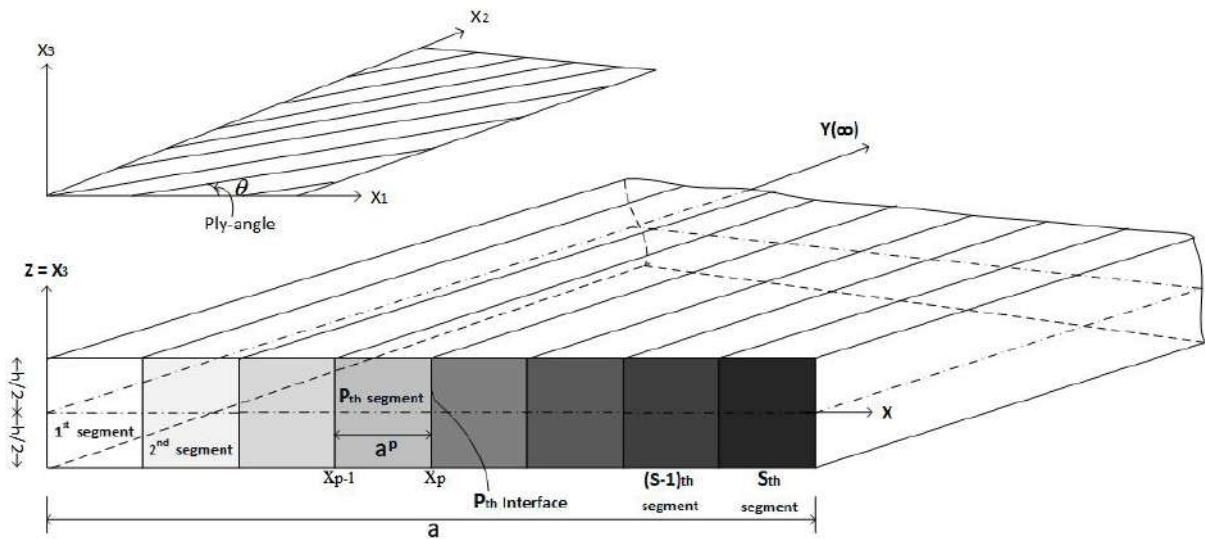 X₂
X₃
θ
X₁
Ply-angle
Y(∞)
Z = X₃
←h/2→←h/2→
Pth segment
X
1st segment
2nd segment
aᵖ
Xp-1
Xp
Pth Interface
(S-1)th
segment
Sth
segment
a